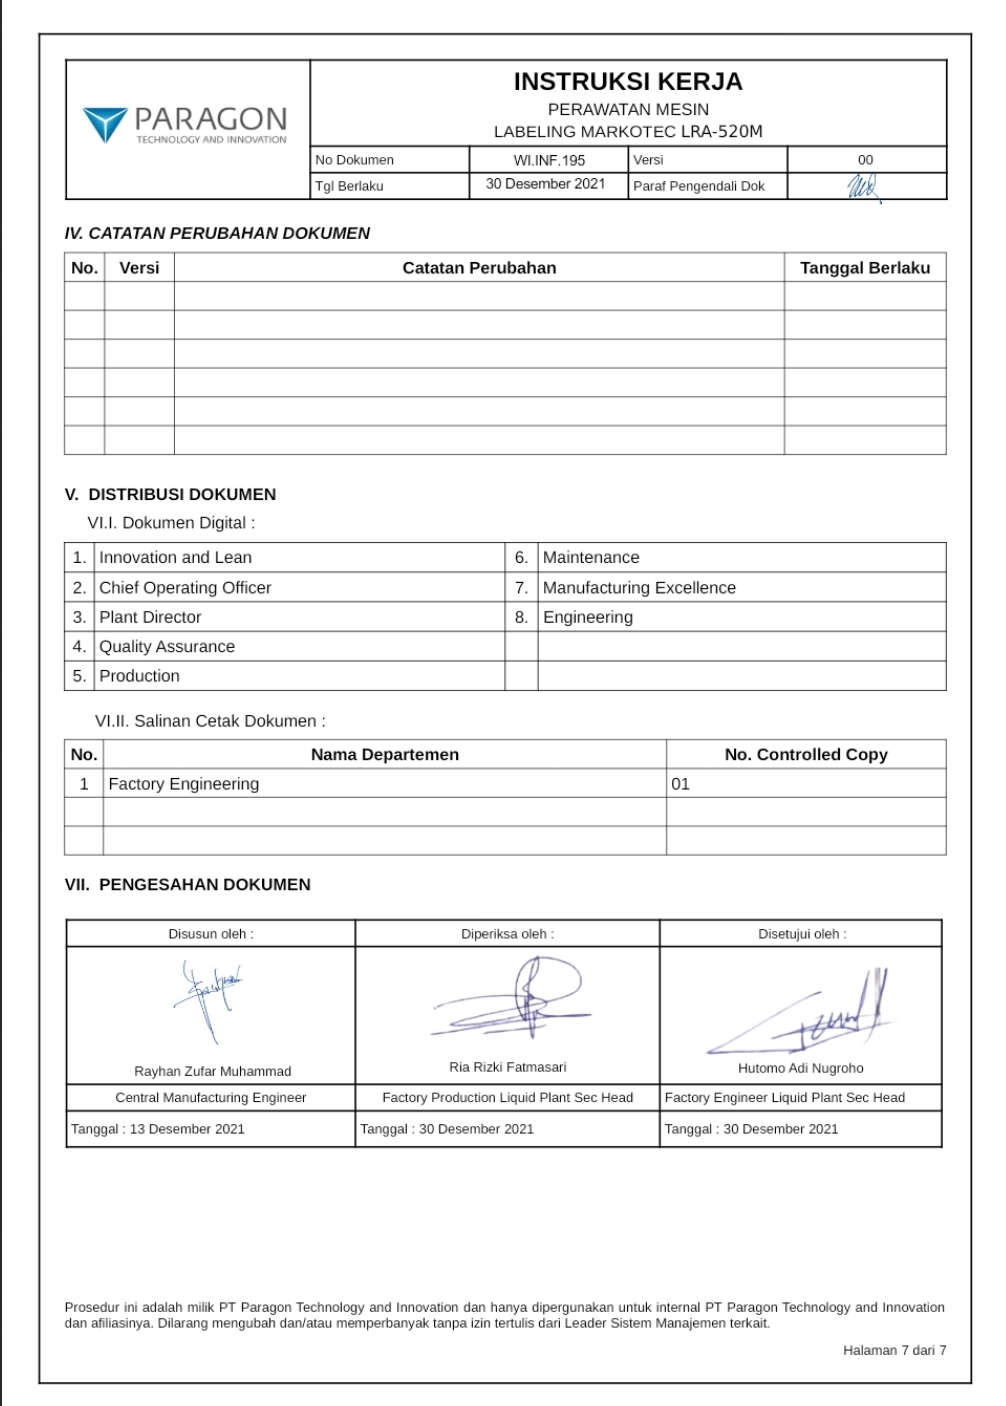 PARAGON
TECHNOLOGY AND INNOVATION
INSTRUKSI KERJA
PERAWATAN MESIN
LABELING MARKOTEC LRA-520M
No Dokumen WI.INF.195 Versi 00
Tgl Berlaku 30 Desember 2021 Paraf Pengendali Dok
IV. CATATAN PERUBAHAN DOKUMEN
No. Versi Catatan Perubahan Tanggal Berlaku
V. DISTRIBUSI DOKUMEN
VI.I. Dokumen Digital :
1. Innovation and Lean 6. Maintenance
2. Chief Operating Officer 7. Manufacturing Excellence
3. Plant Director 8. Engineering
4. Quality Assurance
5. Production
VI.II. Salinan Cetak Dokumen :
No. Nama Departemen No. Controlled Copy
1 Factory Engineering 01
VII. PENGESAHAN DOKUMEN
Disusun oleh : Diperiksa oleh : Disetujui oleh :
Rayhan Zufar Muhammad Ria Rizki Fatmasari Hutomo Adi Nugroho
Central Manufacturing Engineer Factory Production Liquid Plant Sec Head Factory Engineer Liquid Plant Sec Head
Tanggal : 13 Desember 2021 Tanggal : 30 Desember 2021 Tanggal : 30 Desember 2021
Prosedur ini adalah milik PT Paragon Technology and Innovation dan hanya dipergunakan untuk internal PT Paragon Technology and Innovation
dan afiliasinya. Dilarang mengubah dan/atau memperbanyak tanpa izin tertulis dari Leader Sistem Manajemen terkait.
Halaman 7 dari 7